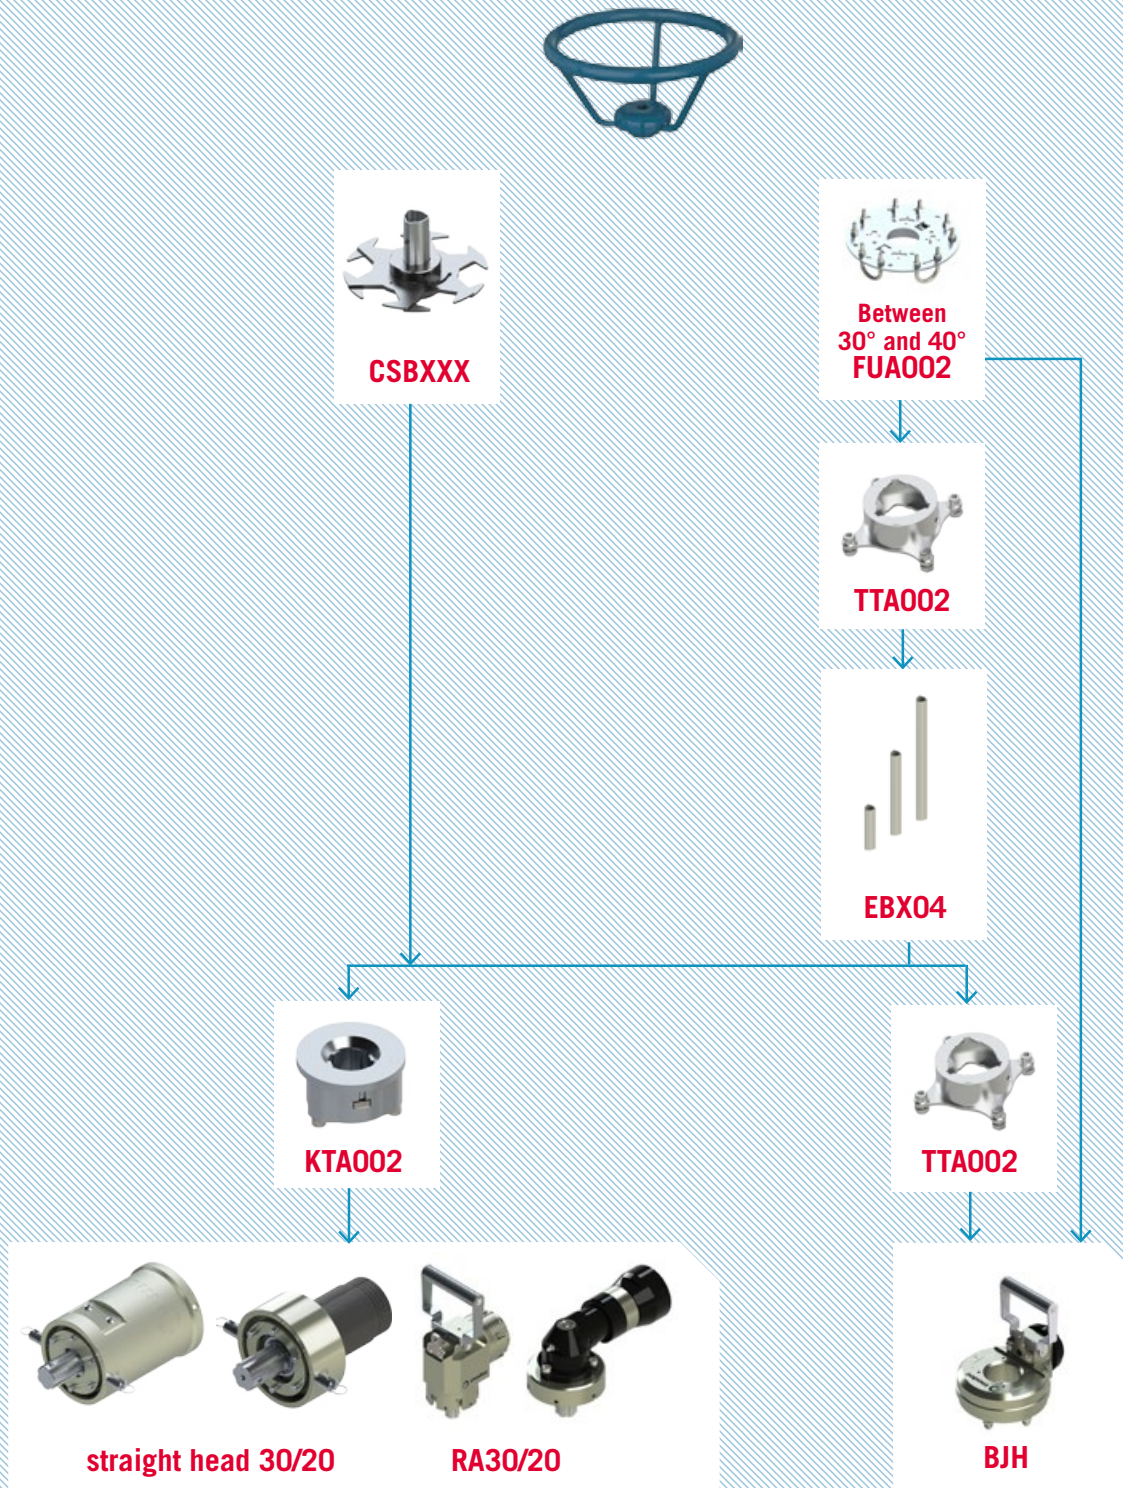 CSBXXX
Between
30° and 40°
FUA002
TTA002
EBX04
KTA002
TTA002
straight head 30/20
RA30/20
BJH